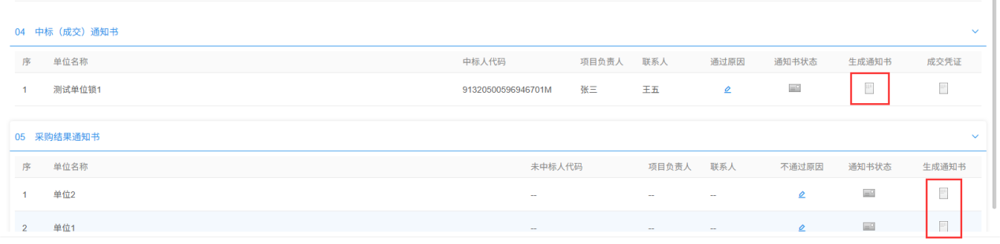 04 中标（成交）通知书
序 单位名称 中标人代码 项目负责人 联系人 通过原因 通知书状态 生成通知书 成交凭证
1 测试单位锁1 91320500596946701M 张三 王五
05 采购结果通知书
序 单位名称 未中标人代码 项目负责人 联系人 不通过原因 通知书状态 生成通知书
1 单位2 -- -- --
2 单位1 -- -- --